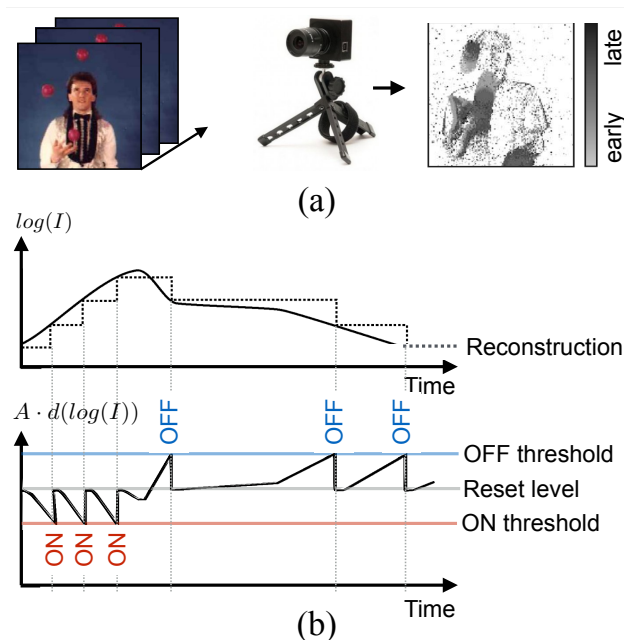 late
early
(a)
log(I)
Reconstruction
Time
A · d(log(I))
OFF
OFF
OFF
OFF threshold
Reset level
ON threshold
ON
ON
ON
Time
(b)